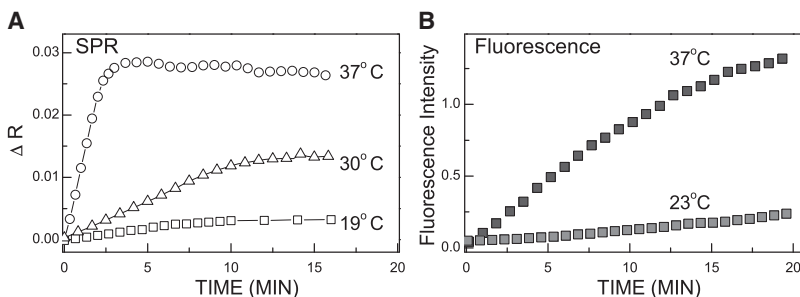 A
SPR
37°C
30°C
19°C
0.03
0.02
0.01
0.00
Δ R
0
5
10
15
20
TIME (MIN)
B
Fluorescence
37°C
23°C
1.0
0.5
0.0
Fluorescence Intensity
0
5
10
15
20
TIME (MIN)